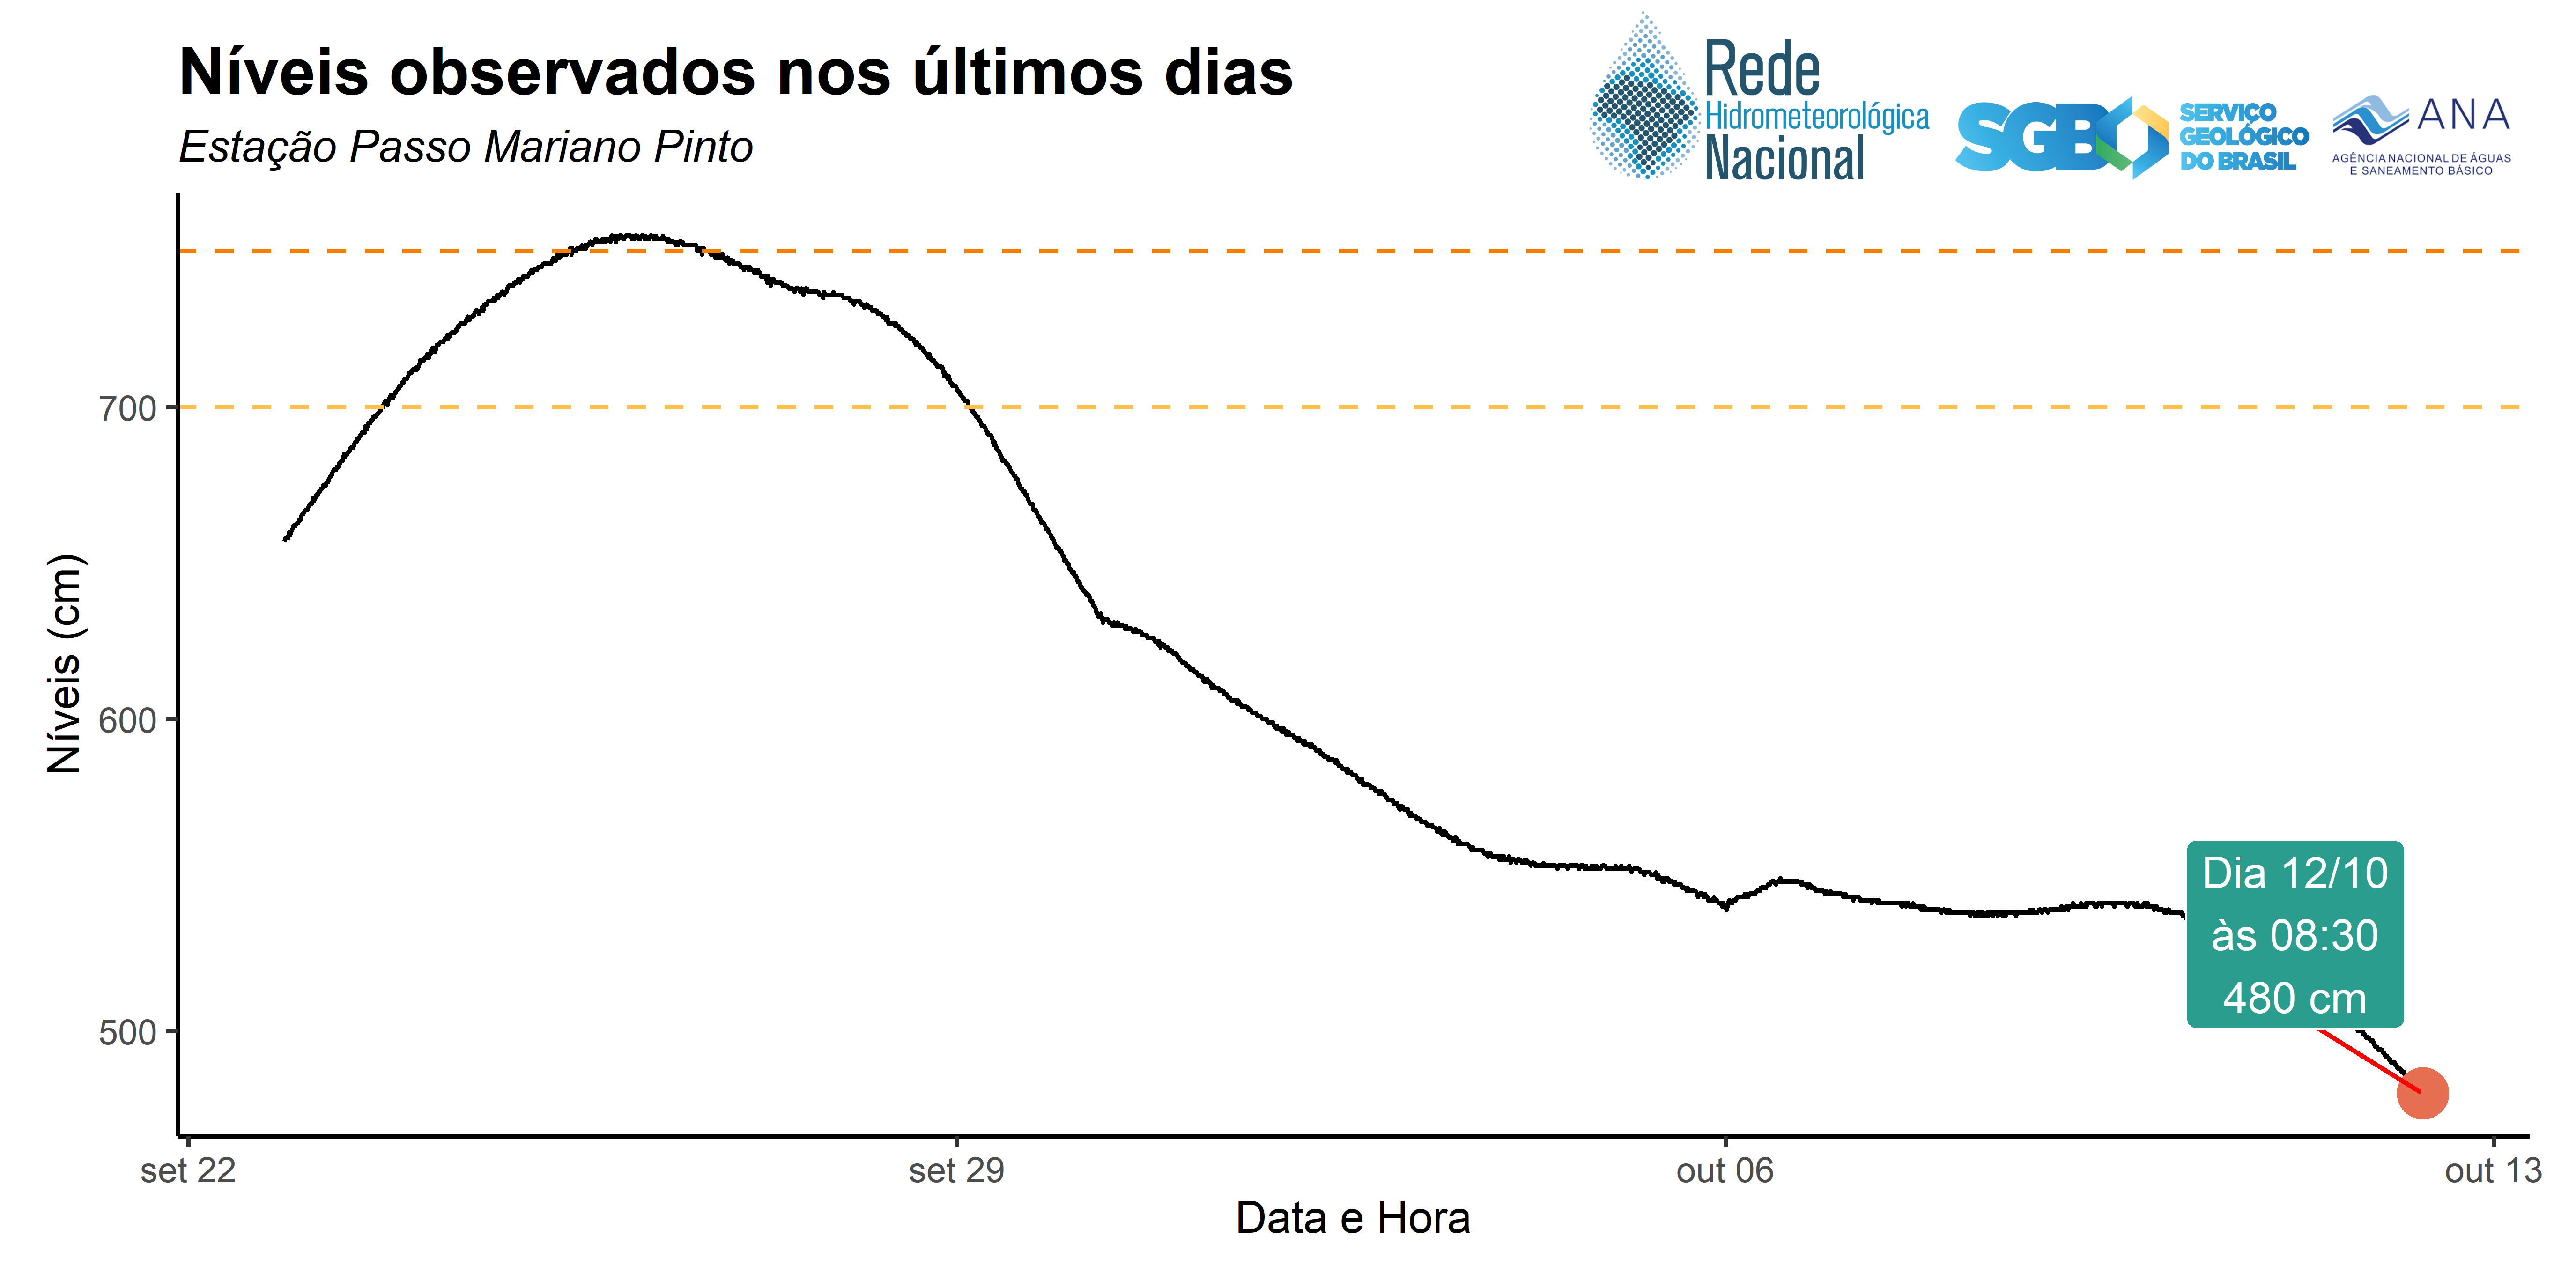 Níveis observados nos últimos dias
Estação Passo Mariano Pinto
Rede
Hidrometeorológica
Nacional
SGB
SERVIÇO
GEOLÓGICO
DO BRASIL
ANA
AGÊNCIA NACIONAL DE ÁGUAS
E SANEAMENTO BÁSICO
Níveis (cm)
700
600
500
Dia 12/10
às 08:30
480 cm
set 22
set 29
out 06
out 13
Data e Hora